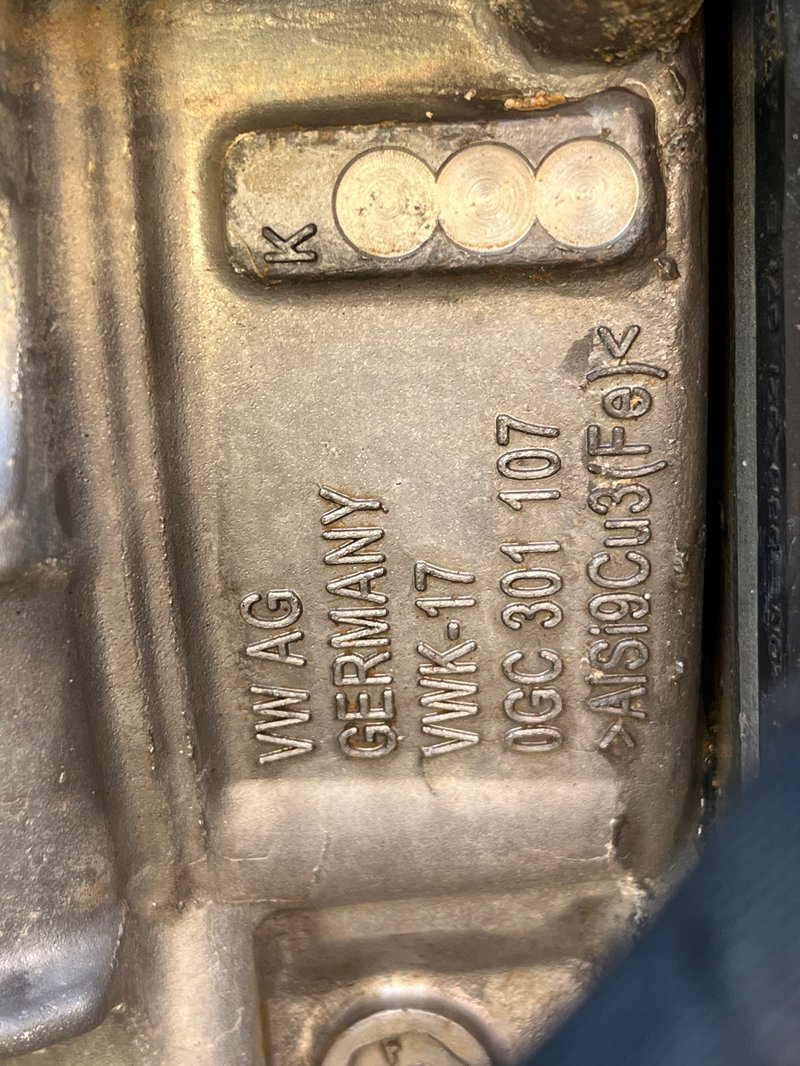 K
VW AG
GERMANY
VWK-17
0GC 301 107
>AlSi9Cu3(Fe)<